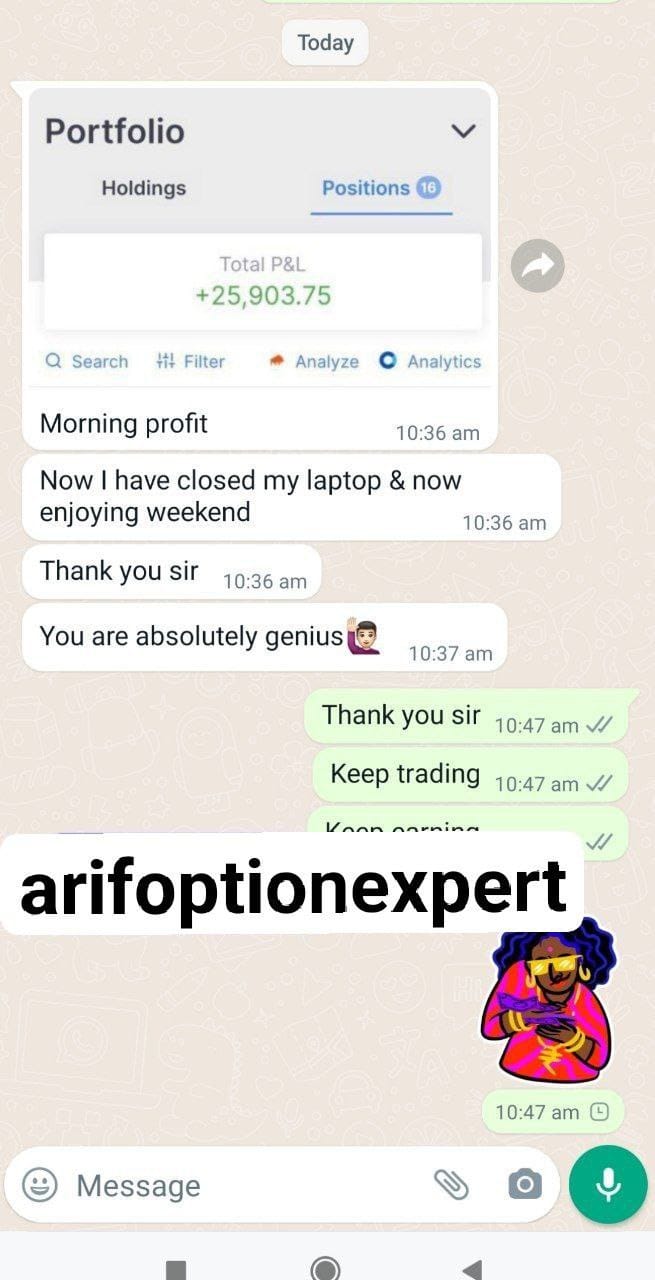 Today
Portfolio
Holdings
Positions 16
Total P&L
+25,903.75
Search
Filter
Analyze
Analytics
Morning profit
10:36 am
Now I have closed my laptop & now
enjoying weekend
10:36 am
Thank you sir 10:36 am
You are absolutely genius
10:37 am
Thank you sir 10:47 am
Keep trading 10:47 am
Keep earning
arifoptionexpert
10:47 am
Message